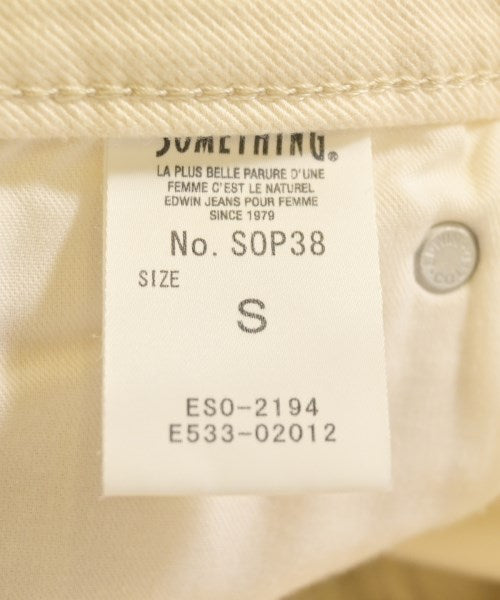 SOMETHING®
LA PLUS BELLE PARURE D'UNE
FEMME C'EST LE NATUREL
EDWIN JEANS POUR FEMME
SINCE 1979
No. SOP38
SIZE
S
ESO-2194
E533-02012